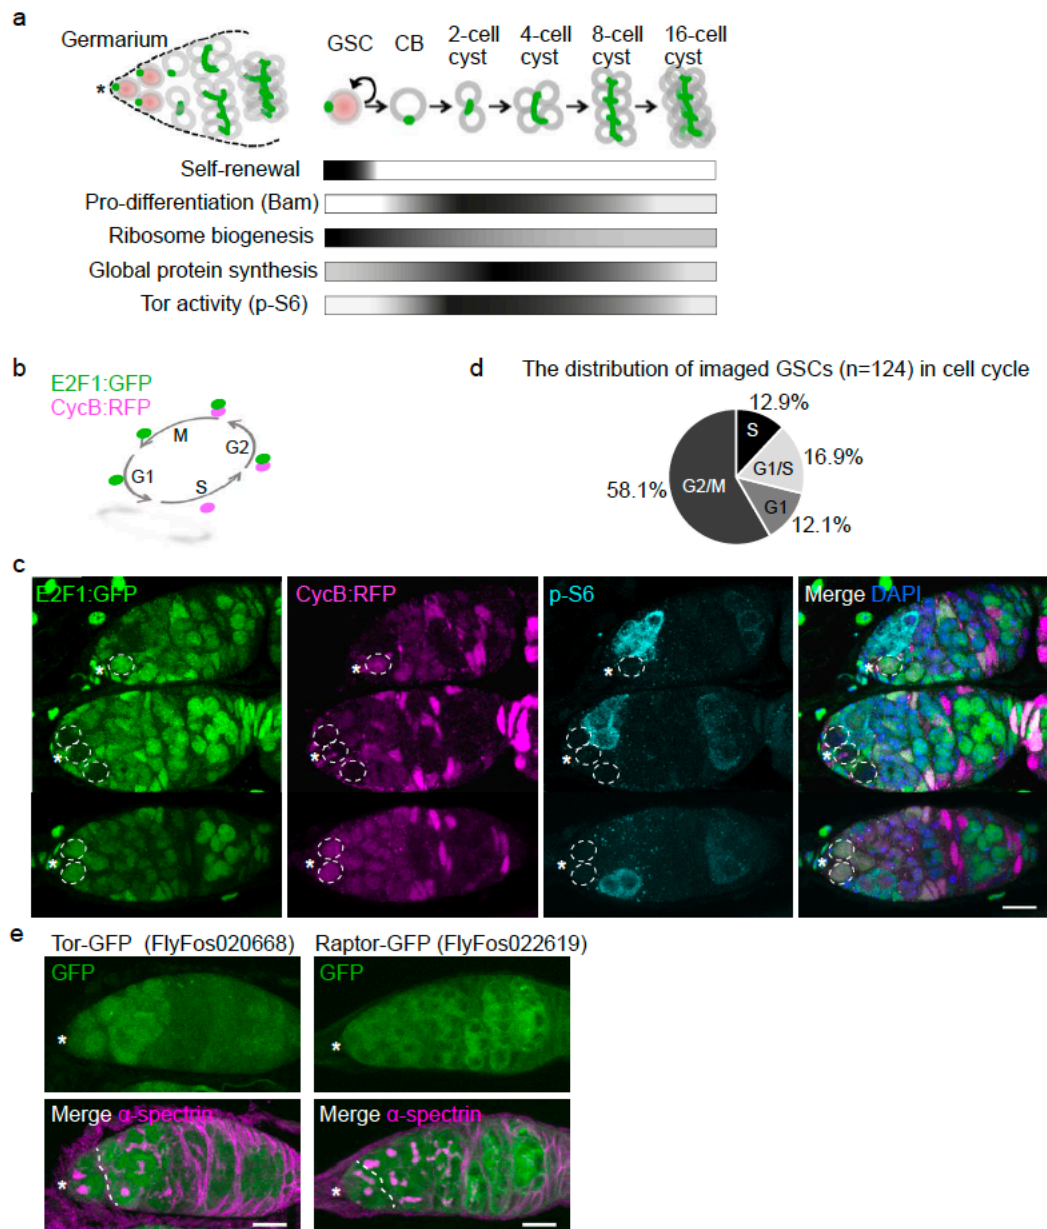 a
Germarium
*
GSC
CB
2-cell
cyst
4-cell
cyst
8-cell
cyst
16-cell
cyst
Self-renewal
Pro-differentiation (Bam)
Ribosome biogenesis
Global protein synthesis
Tor activity (p-S6)
b
E2F1:GFP
CycB:RFP
M
G2
G1
S
d
The distribution of imaged GSCs (n=124) in cell cycle
12.9%
S
16.9%
G1/S
58.1%
G2/M
G1
12.1%
c
E2F1:GFP
CycB:RFP
p-S6
Merge DAPI
*
*
*
*
*
*
*
*
*
*
*
*
e
Tor-GFP (FlyFos020668)
Raptor-GFP (FlyFos022619)
GFP
GFP
*
*
Merge α-spectrin
Merge α-spectrin
*
*